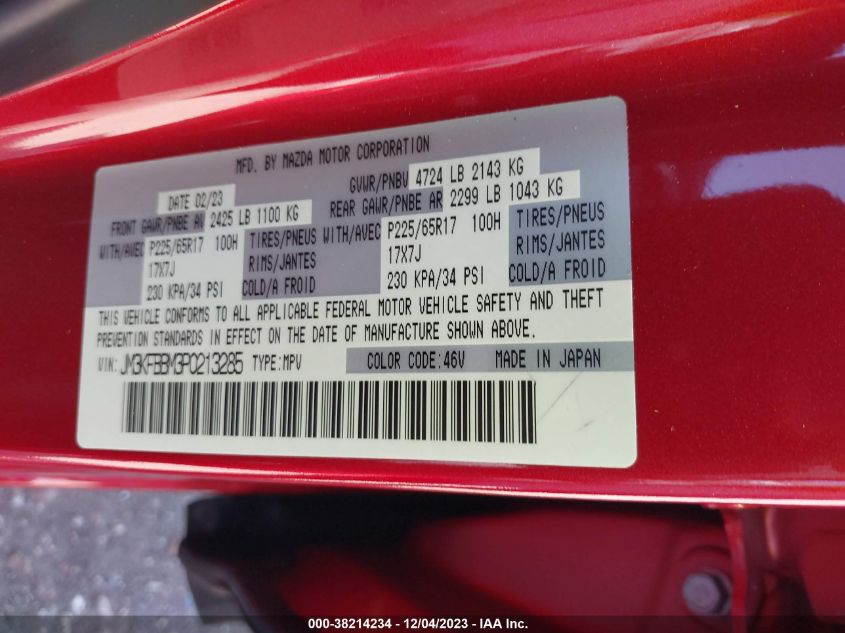 MFD. BY MAZDA MOTOR CORPORATION
DATE 02/23 GVWR/PNBV 4724 LB 2143 KG
FRONT GAWR/PNBE AV 2425 LB 1100 KG REAR GAWR/PNBE AR 2299 LB 1043 KG
WITH/AVEC P225/65R17 100H TIRES/PNEUS WITH/AVEC P225/65R17 100H TIRES/PNEUS
17X7J RIMS/JANTES 17X7J RIMS/JANTES
230 KPA/34 PSI COLD/A FROID 230 KPA/34 PSI COLD/A FROID
THIS VEHICLE CONFORMS TO ALL APPLICABLE FEDERAL MOTOR VEHICLE SAFETY AND THEFT
PREVENTION STANDARDS IN EFFECT ON THE DATE OF MANUFACTURE SHOWN ABOVE.
VIN: JM3KFBBM3P0213285 TYPE:MPV COLOR CODE:46V MADE IN JAPAN
000-38214234 - 12/04/2023 - IAA Inc.